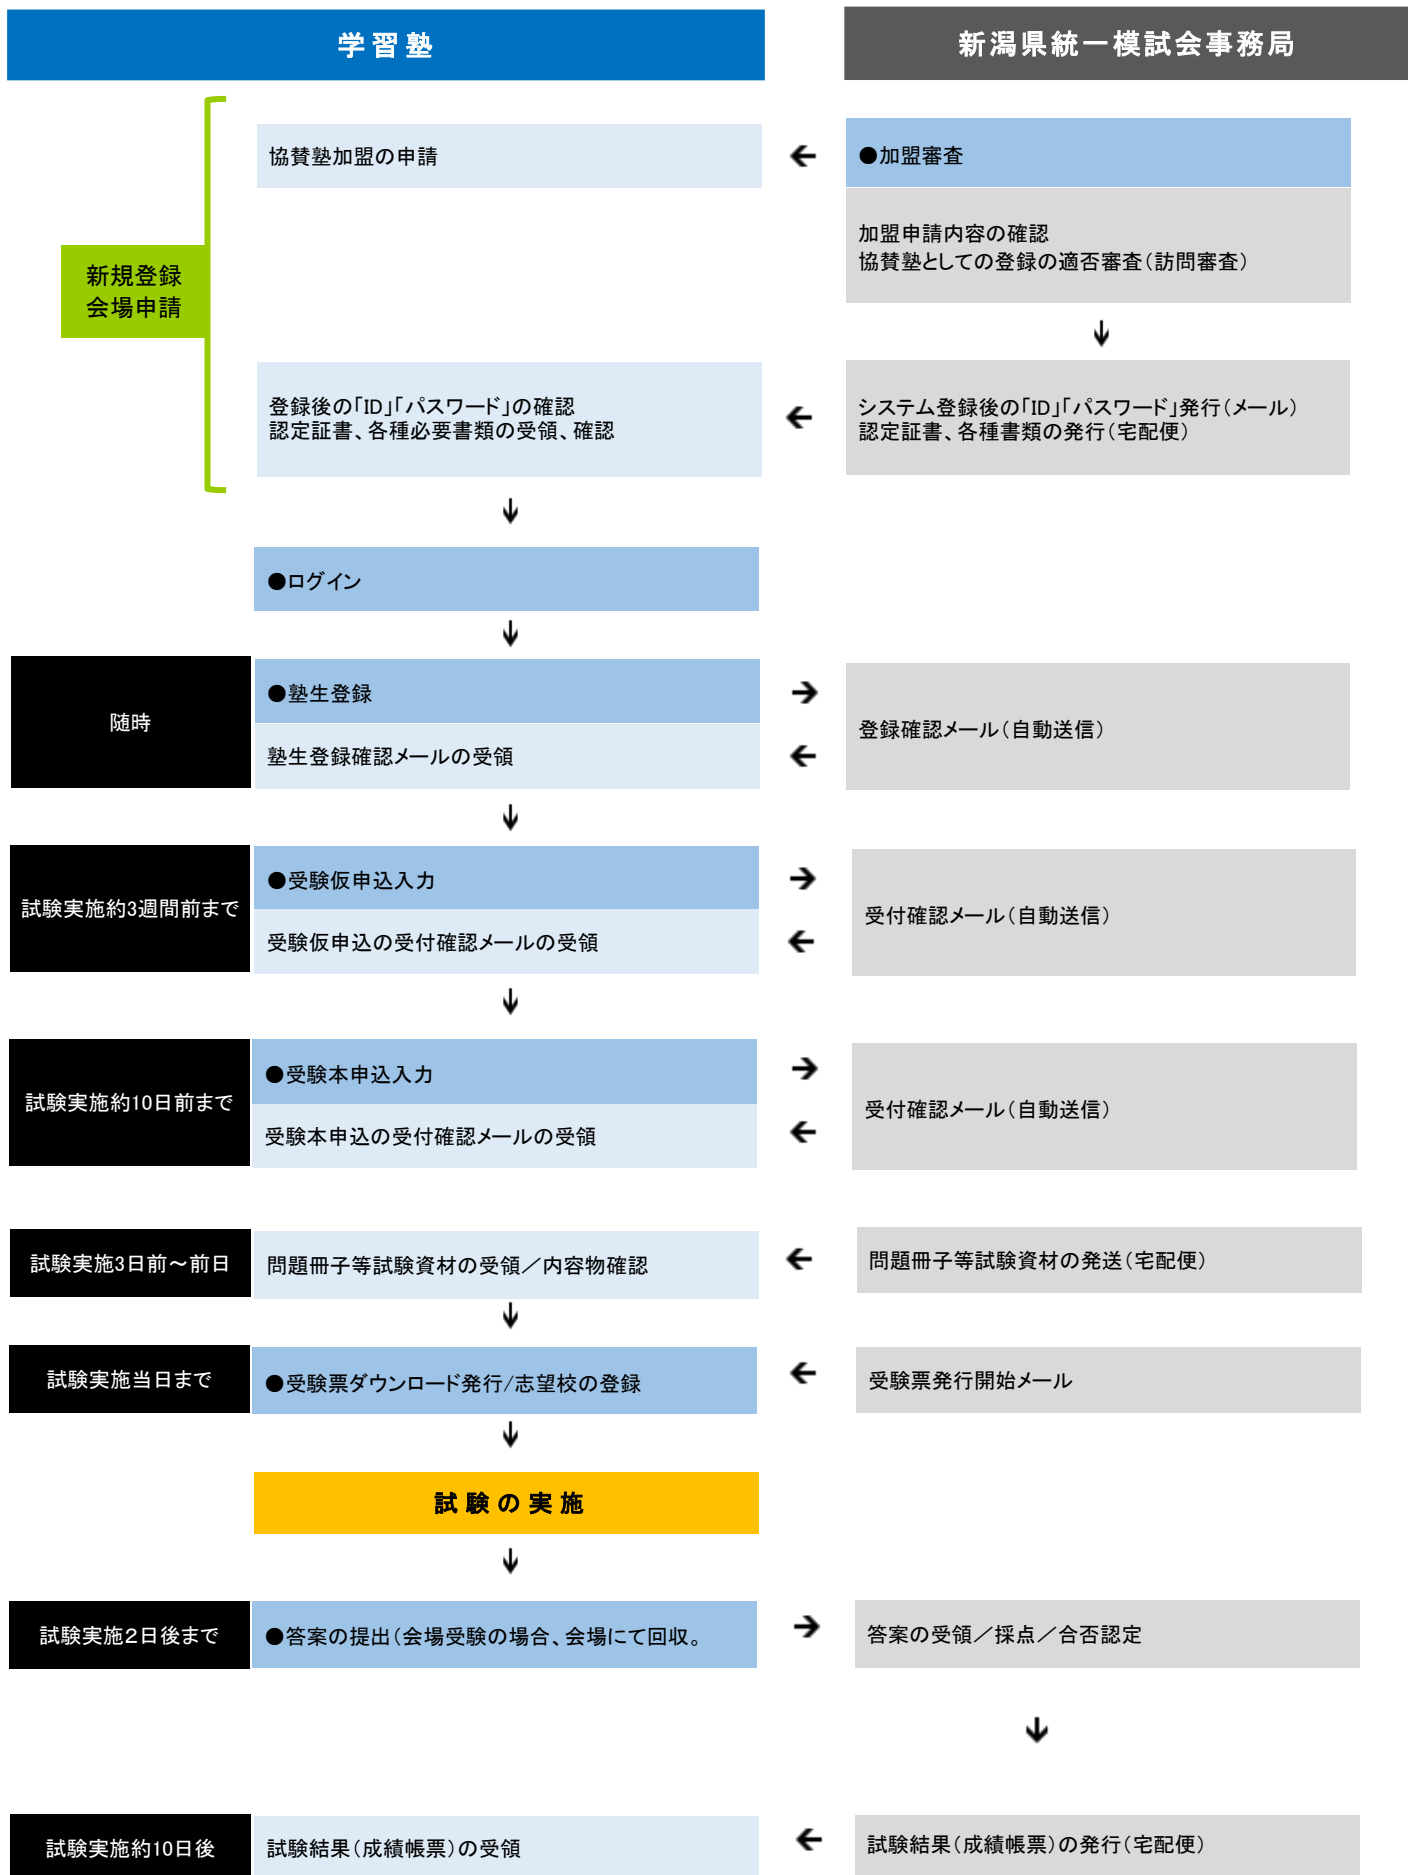 学習塾
新潟県統一模試会事務局
協賛塾加盟の申請
●加盟審査
加盟申請内容の確認
協賛塾としての登録の適否審査（訪問審査）
新規登録
会場申請
登録後の「ID」「パスワード」の確認
認定証書、各種必要書類の受領、確認
システム登録後の「ID」「パスワード」発行（メール）
認定証書、各種書類の発行（宅配便）
●ログイン
随時
●塾生登録
塾生登録確認メールの受領
登録確認メール（自動送信）
試験実施約3週間前まで
●受験仮申込入力
受験仮申込の受付確認メールの受領
受付確認メール（自動送信）
試験実施約10日前まで
●受験本申込入力
受験本申込の受付確認メールの受領
受付確認メール（自動送信）
試験実施3日前～前日
問題冊子等試験資材の受領／内容物確認
問題冊子等試験資材の発送（宅配便）
試験実施当日まで
●受験票ダウンロード発行/志望校の登録
受験票発行開始メール
試験の実施
試験実施２日後まで
●答案の提出（会場受験の場合、会場にて回収。
答案の受領／採点／合否認定
試験実施約10日後
試験結果（成績帳票）の受領
試験結果（成績帳票）の発行（宅配便）